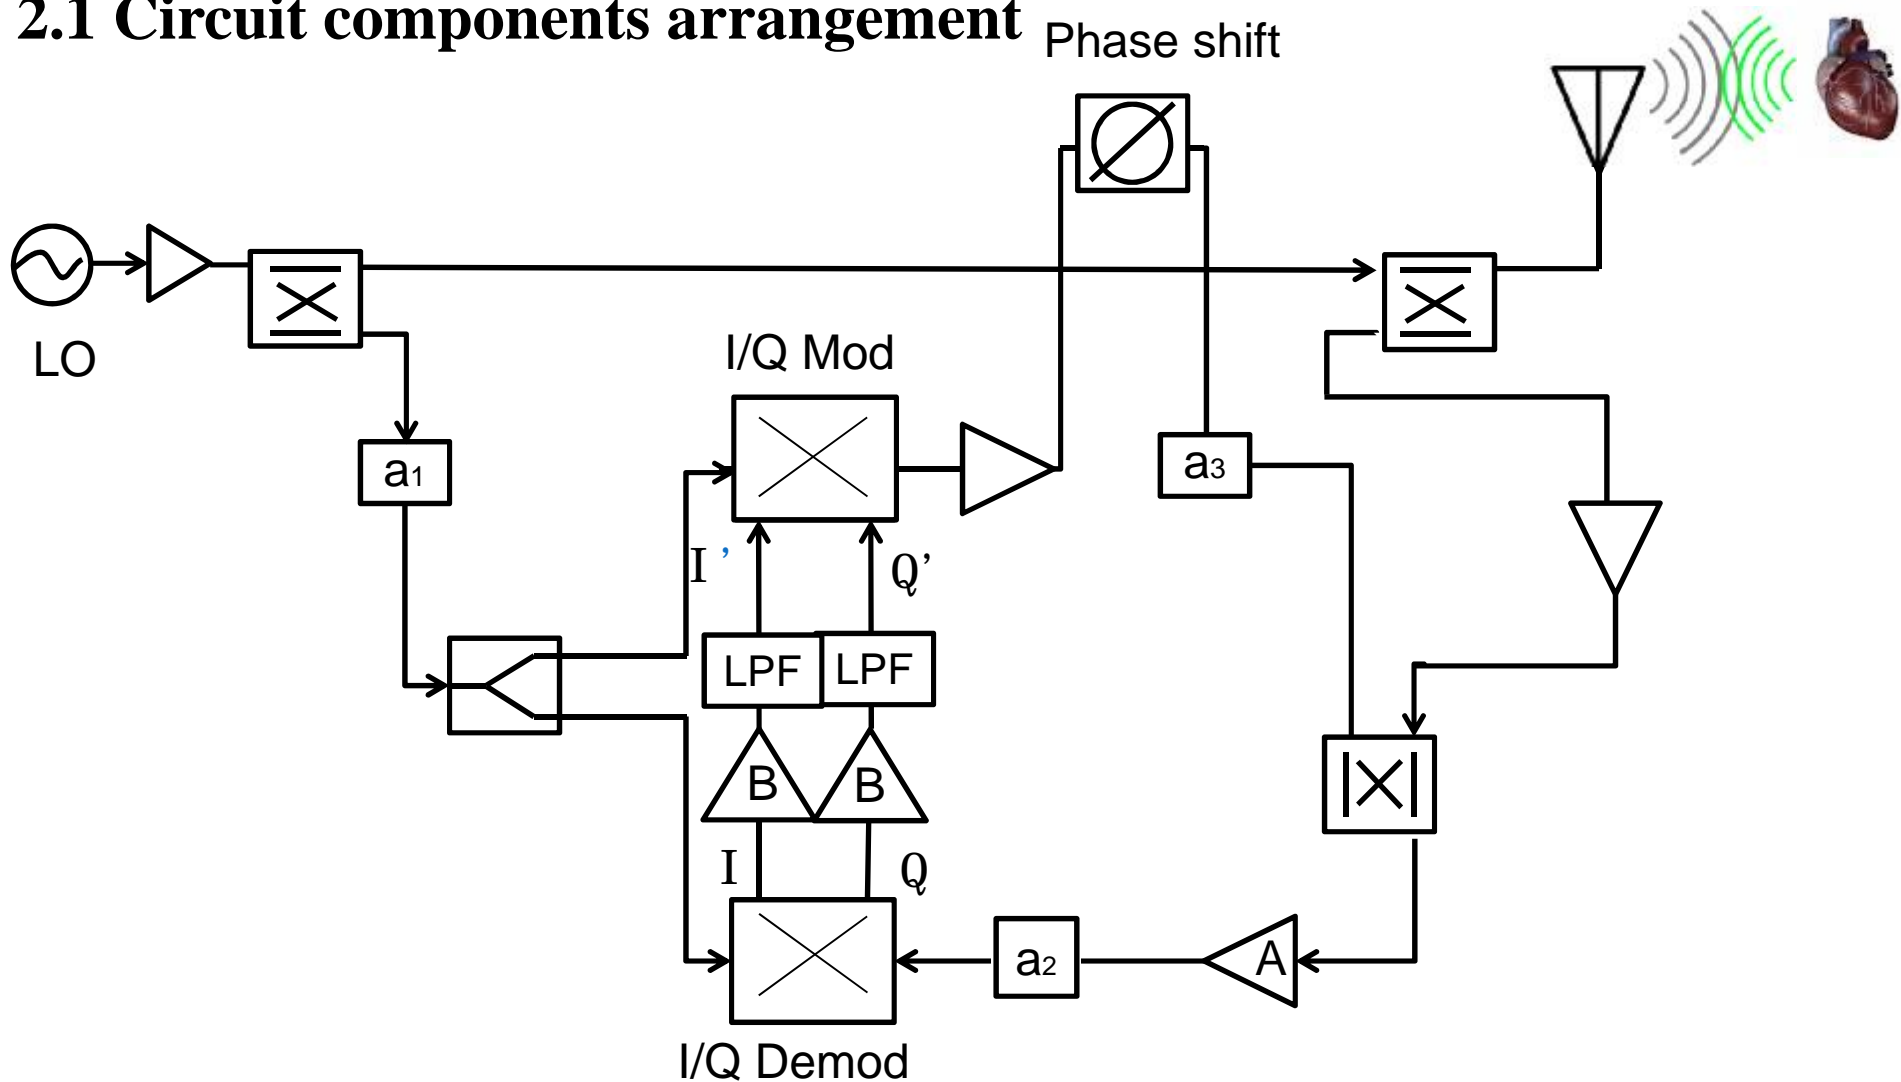 2.1 Circuit components arrangement
Phase shift
LO
I/Q Mod
a1
a3
I’
Q’
LPF
LPF
B
B
I
Q
a2
A
I/Q Demod